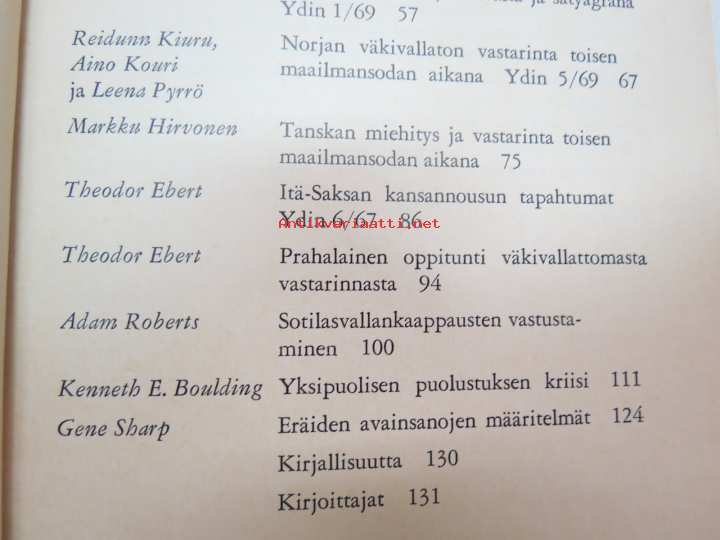 ja satyagraha
Ydin 1/69 57
Reidunn Kiuru,
Aino Kouri
ja Leena Pyrrö
Norjan väkivallaton vastarinta toisen
maailmansodan aikana Ydin 5/69 67
Markku Hirvonen
Tanskan miehitys ja vastarinta toisen
maailmansodan aikana 75
Theodor Ebert
Itä-Saksan kansannousun tapahtumat
Ydin 6/67 86
Antikvariaatti.net
Theodor Ebert
Prahalainen oppitunti väkivallattomasta
vastarinnasta 94
Adam Roberts
Sotilasvallankaappausten vastusta-
minen 100
Kenneth E. Boulding
Yksipuolisen puolustuksen kriisi 111
Gene Sharp
Eräiden avainsanojen määritelmät 124
Kirjallisuutta 130
Kirjoittajat 131